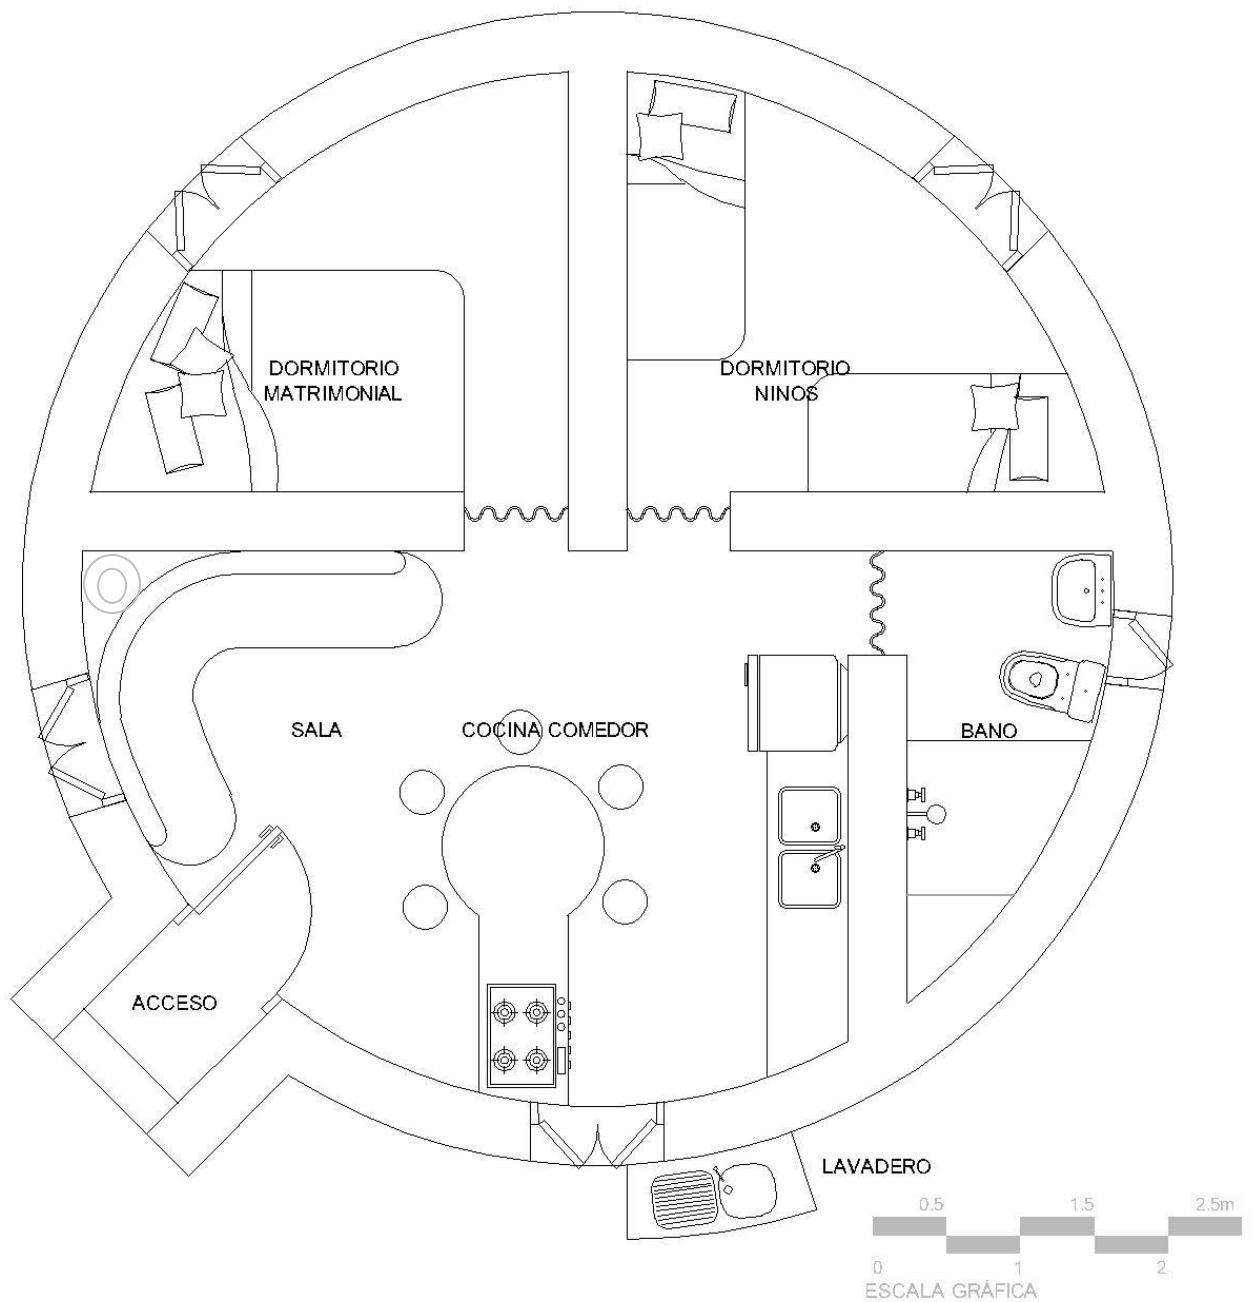 DORMITORIO
MATRIMONIAL
DORMITORIO
NINOS
SALA
COCINA COMEDOR
BANO
ACCESO
LAVADERO
0.5 1.5 2.5m
0 1 2
ESCALA GRÁFICA